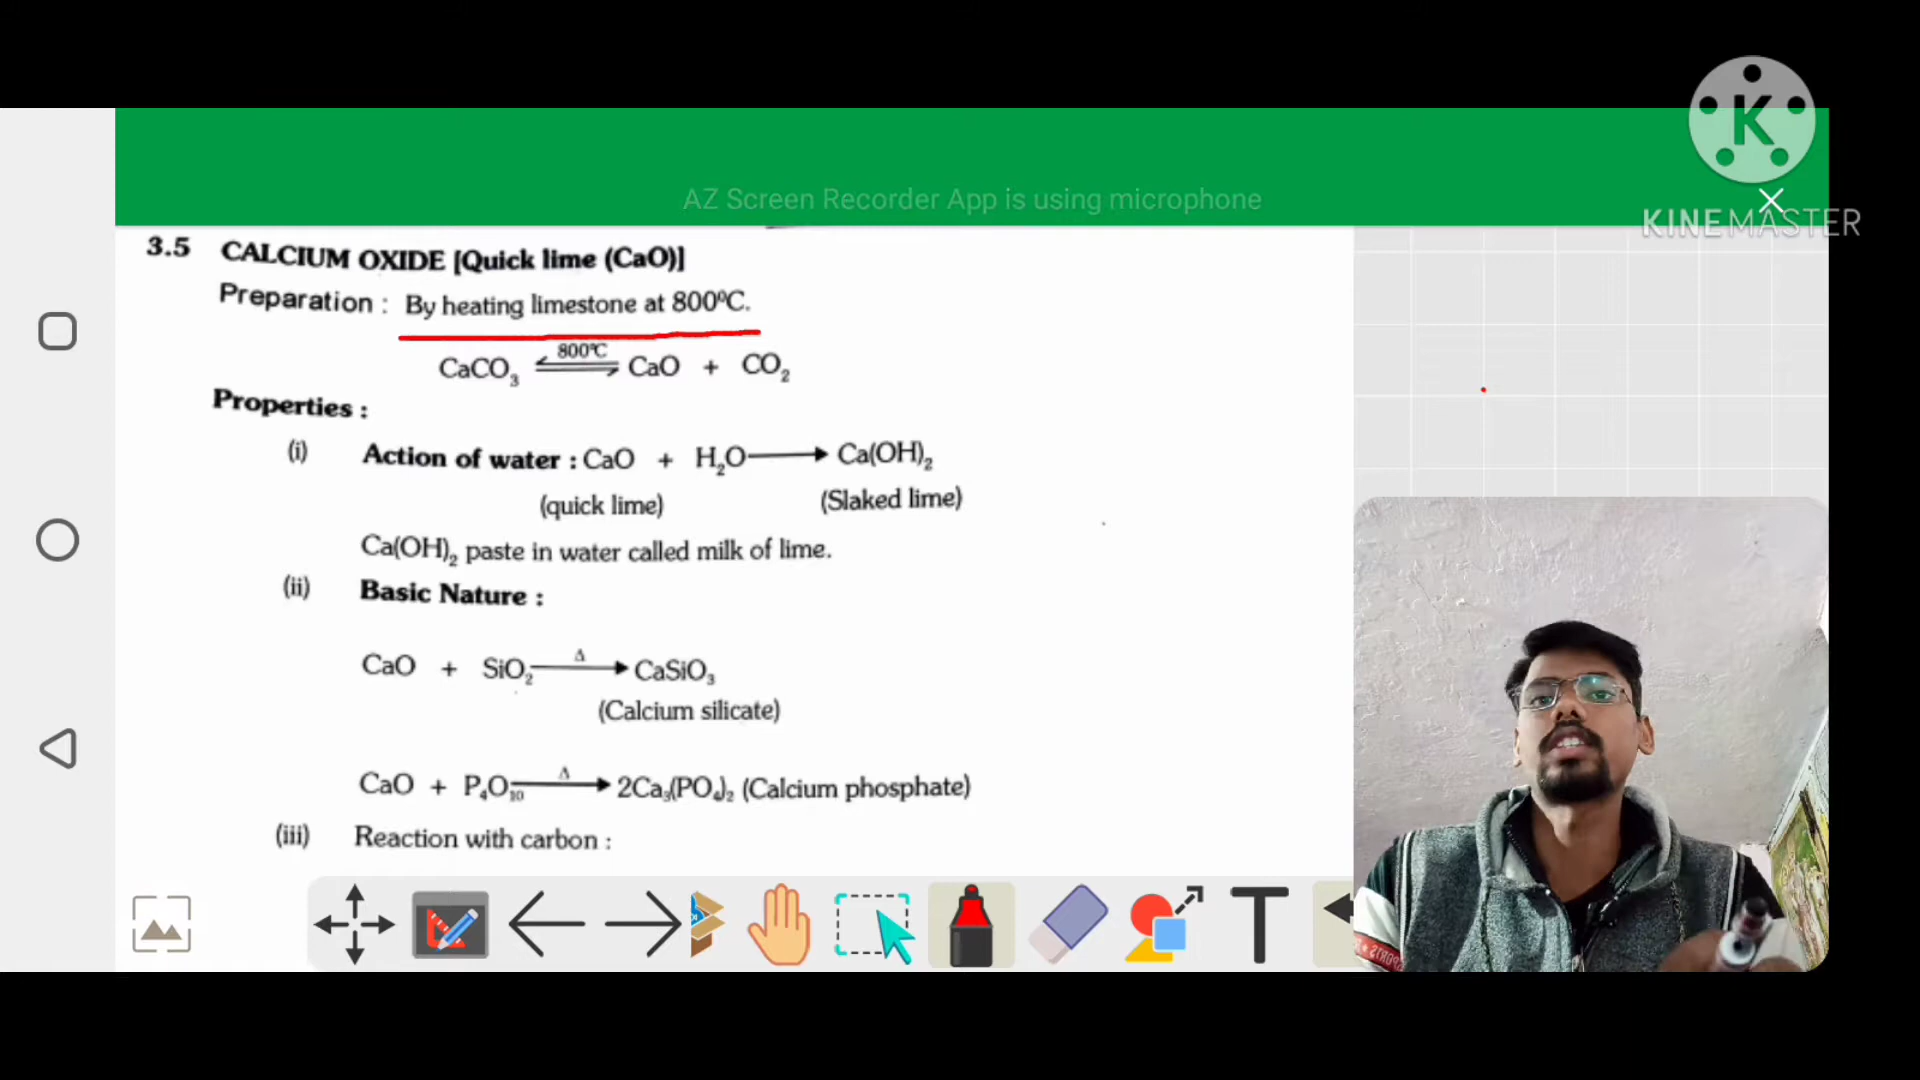 K
AZ Screen Recorder App is using microphone
KINEMASTER
3.5 CALCIUM OXIDE [Quick lime (CaO)]
Preparation : By heating limestone at 800⁰C.
CaCO₃ ⇌ 800⁰C CaO + CO₂
Properties :
(i) Action of water : CaO + H₂O ⟶ Ca(OH)₂
(quick lime) (Slaked lime)
Ca(OH)₂ paste in water called milk of lime.
(ii) Basic Nature :
CaO + SiO₂ —Δ→ CaSiO₃
(Calcium silicate)
CaO + P₄O₁₀ —Δ→ 2Ca₃(PO₄)₂ (Calcium phosphate)
(iii) Reaction with carbon :
T